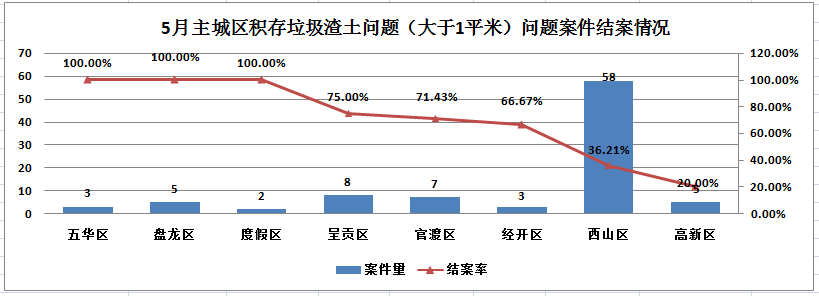 5月主城区积存垃圾渣土问题（大于1平米）问题案件结案情况
70 120.00%
60 100.00%
50 80.00%
40 60.00%
30 40.00%
20 20.00%
10 0.00%
0
100.00% 100.00% 100.00% 75.00% 71.43% 66.67% 36.21% 20.00%
3 5 2 8 7 3 58 5
五华区 盘龙区 度假区 呈贡区 官渡区 经开区 西山区 高新区
案件量 结案率